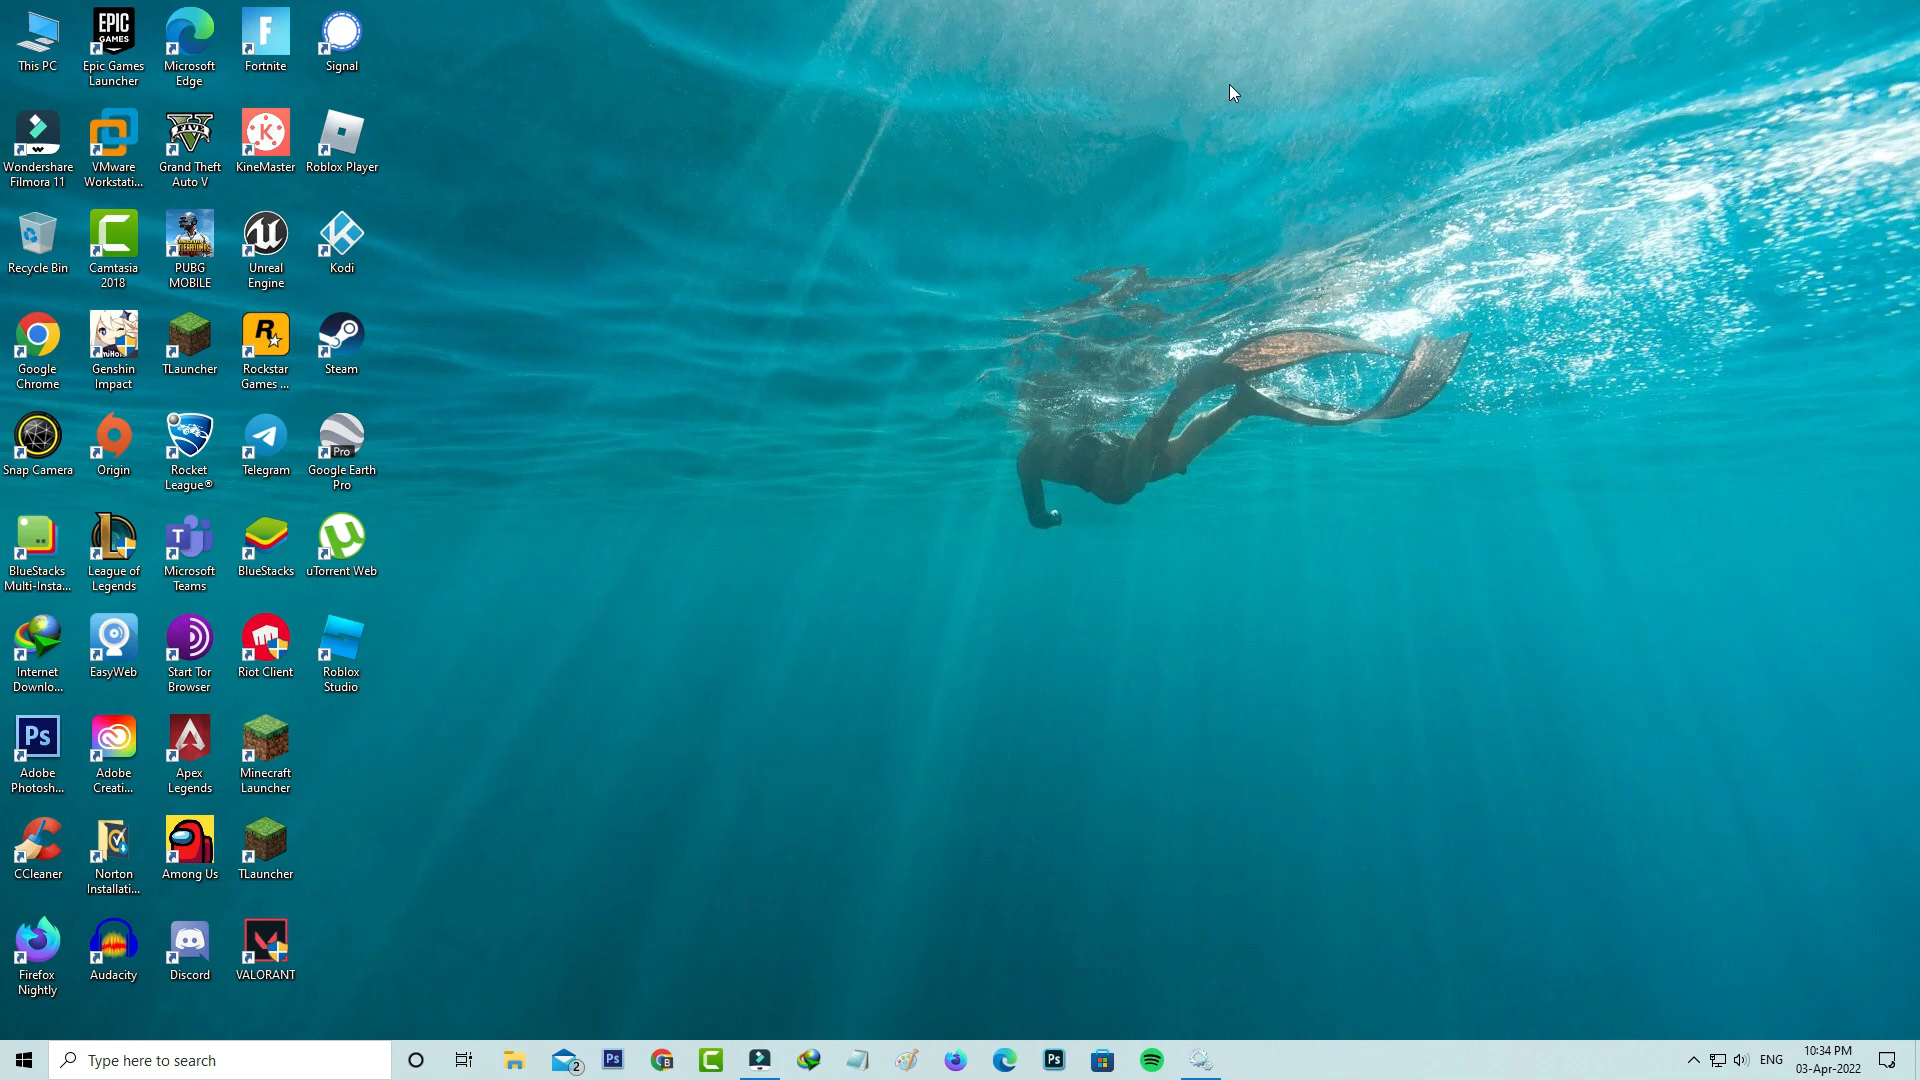 This PC
Epic Games
Launcher
Microsoft
Edge
Fortnite
Signal
Wondershare
Filmora 11
VMware
Workstati...
Grand Theft
Auto V
KineMaster
Roblox Player
Recycle Bin
Camtasia
2018
PUBG
MOBILE
Unreal
Engine
Kodi
Google
Chrome
Genshin
Impact
TLauncher
Rockstar
Games ...
Steam
Snap Camera
Origin
Rocket
League®
Telegram
Google Earth
Pro
BlueStacks
Multi-Insta...
League of
Legends
Microsoft
Teams
BlueStacks
uTorrent Web
Internet
Downlo...
EasyWeb
Start Tor
Browser
Riot Client
Roblox
Studio
Adobe
Photosh...
Adobe
Creati...
Apex
Legends
Minecraft
Launcher
CCleaner
Norton
Installati...
Among Us
TLauncher
Firefox
Nightly
Audacity
Discord
VALORANT
Type here to search
2
ENG
10:34 PM
03-Apr-2022